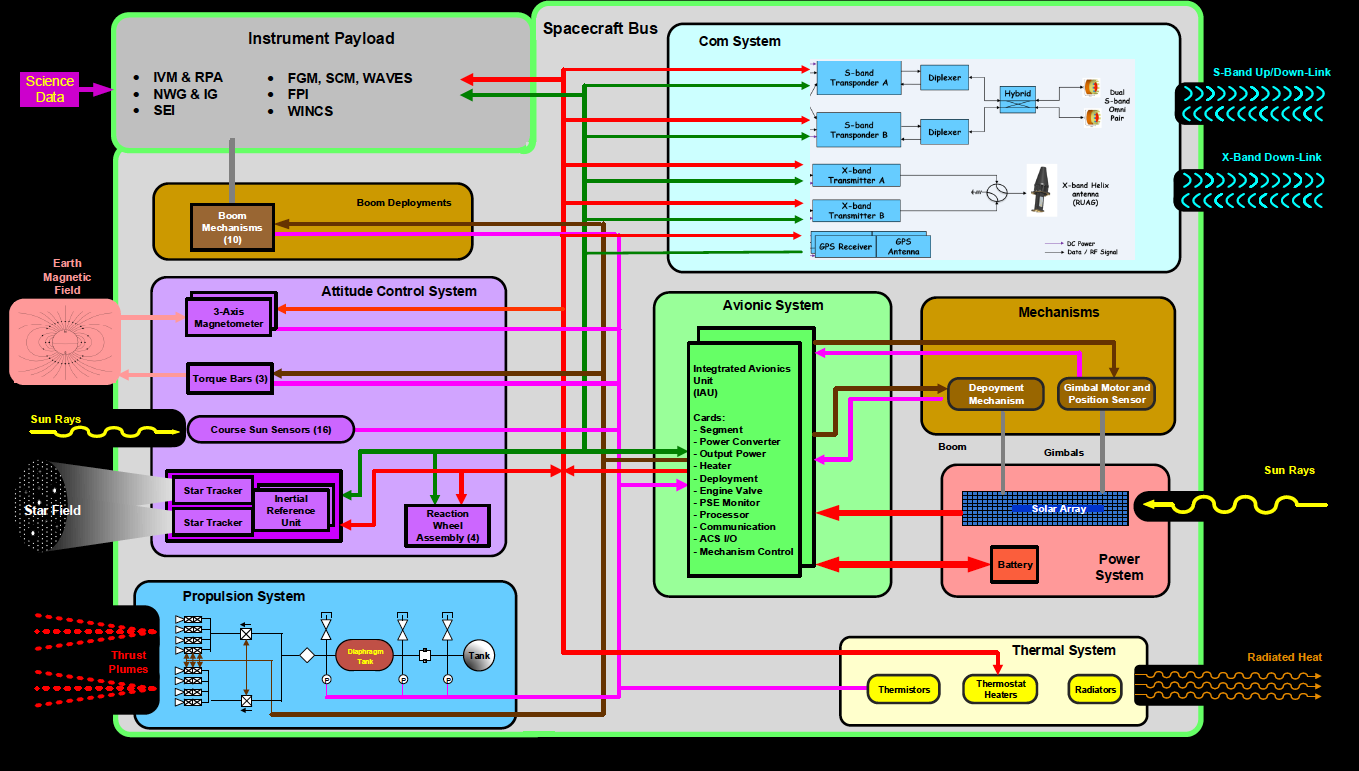 Instrument Payload
• IVM & RPA
• NWG & IG
• SEI
• FGM, SCM, WAVES
• FPI
• WINCS
Science
Data
Spacecraft Bus
Com System
S-band
Transponder A
Diplexer
S-band
Transponder B
Diplexer
Hybrid
Dual
S-band
Omni
Pair
X-band
Transmitter A
X-band
Transmitter B
X-band Helix
antenna
(RUAG)
GPS Receiver
GPS
Antenna
DC Power
Data / RF Signal
S-Band Up/Down-Link
X-Band Down-Link
Boom Deployments
Boom
Mechanisms
(10)
Earth
Magnetic
Field
Attitude Control System
3-Axis
Magnetometer
Torque Bars (3)
Sun Rays
Course Sun Sensors (16)
Star Field
Star Tracker
Star Tracker
Inertial
Reference
Unit
Reaction
Wheel
Assembly (4)
Avionic System
Integtrated Avionics
Unit
(IAU)
Cards:
- Segment
- Power Converter
- Output Power
- Heater
- Deployment
- Engine Valve
- PSE Monitor
- Processor
- Communication
- ACS I/O
- Mechanism Control
Mechanisms
Depoyment
Mechanism
Gimbal Motor and
Position Sensor
Boom
Gimbals
Solar Array
Battery
Power
System
Sun Rays
Propulsion System
Diaphragm
Tank
Tank
P
P
P
Thrust
Plumes
Thermal System
Thermistors
Thermostat
Heaters
Radiators
Radiated Heat